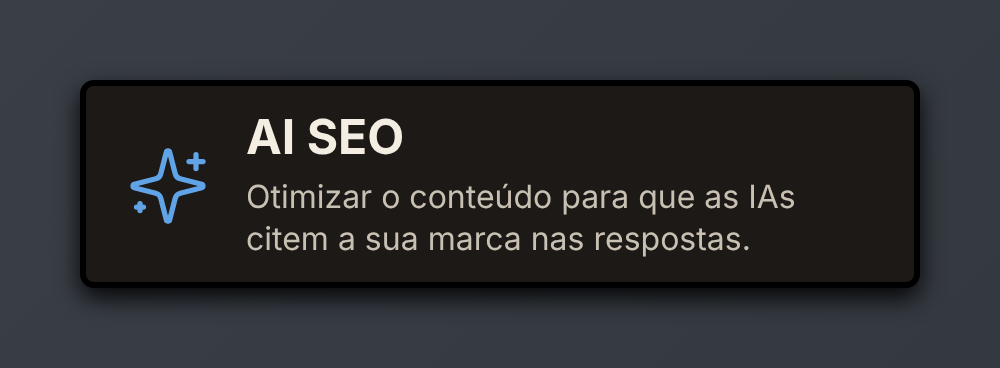 AI SEO
Otimizar o conteúdo para que as IAs
citem a sua marca nas respostas.